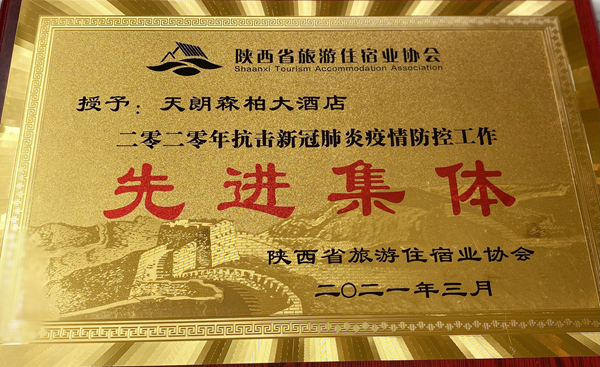 陕西省旅游住宿业协会
Shaanxi Tourism Accommodation Association
授予：天朗森柏大酒店
二零二零年抗击新冠肺炎疫情防控工作
先进集体
陕西省旅游住宿业协会
二〇二一年三月